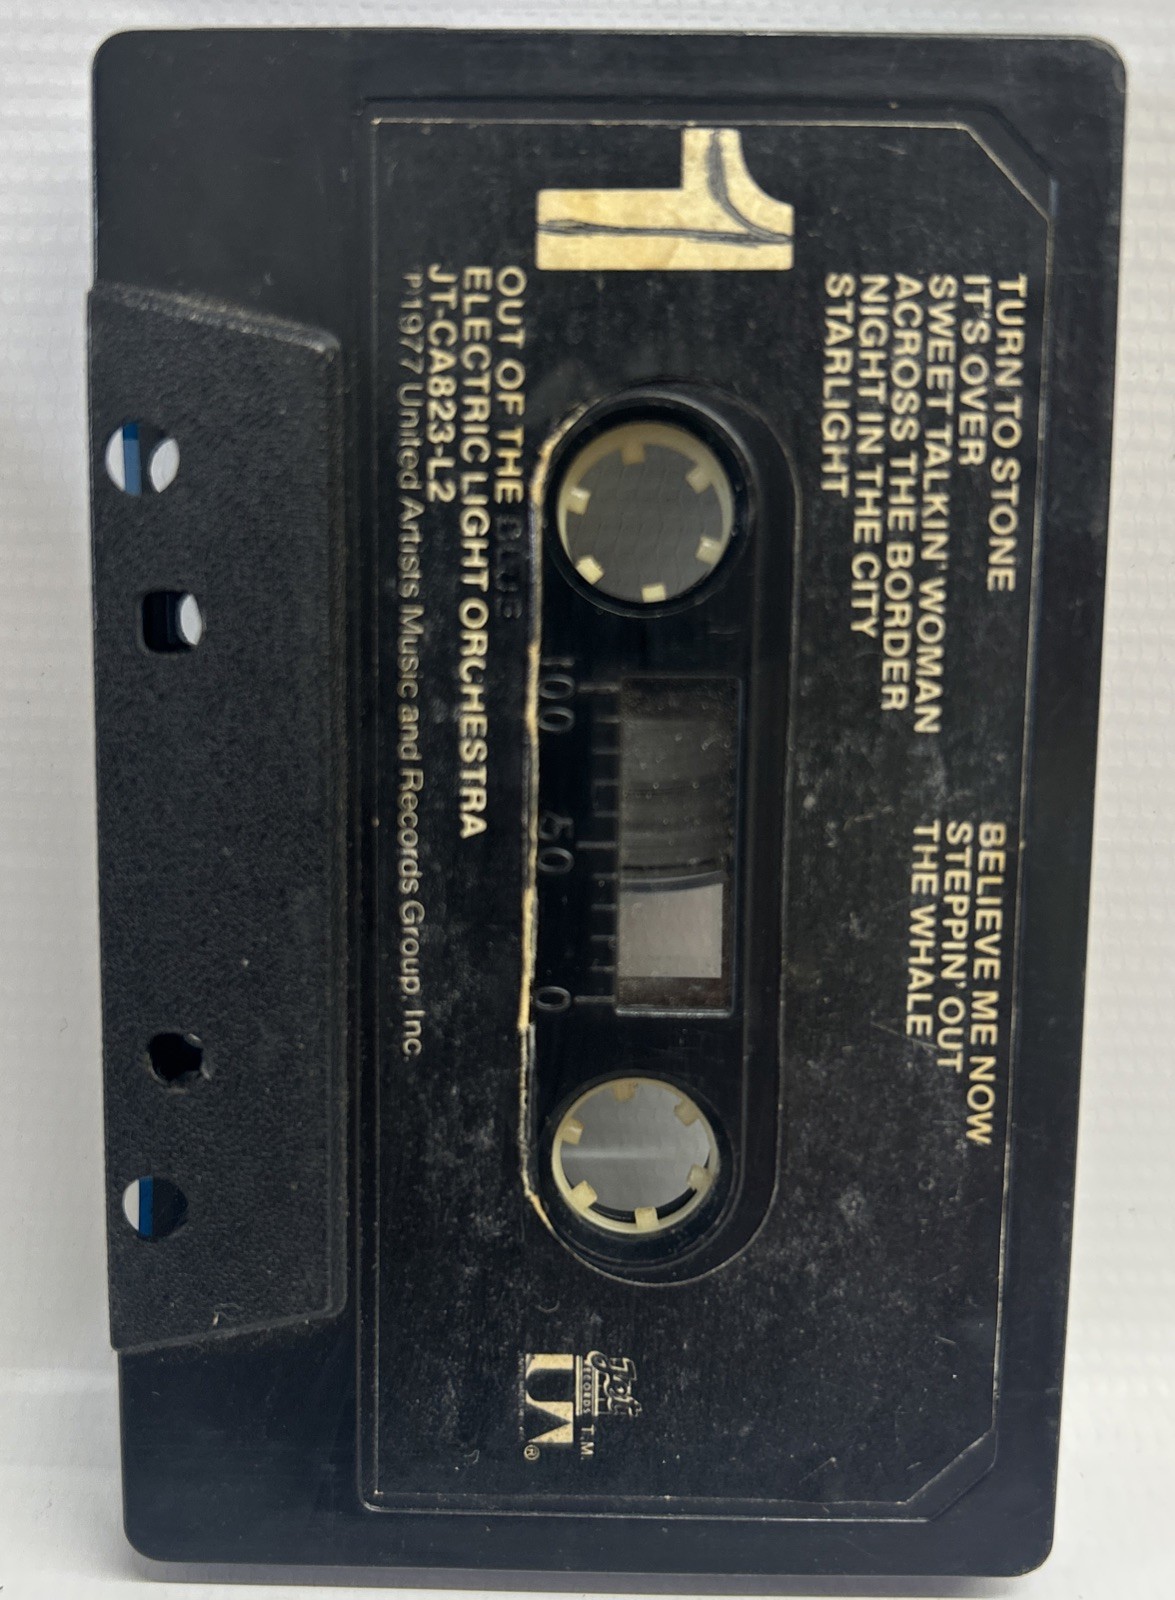 1
TURN TO STONE
IT'S OVER
SWEET TALKIN' WOMAN
ACROSS THE BORDER
NIGHT IN THE CITY
STARLIGHT
BELIEVE ME NOW
STEPPIN' OUT
THE WHALE
100 50 0
OUT OF THE BLUE
ELECTRIC LIGHT ORCHESTRA
JT-CA823-L2
P1977 United Artists Music and Records Group, Inc.
Jet
RECORDS T.M.
UA ®